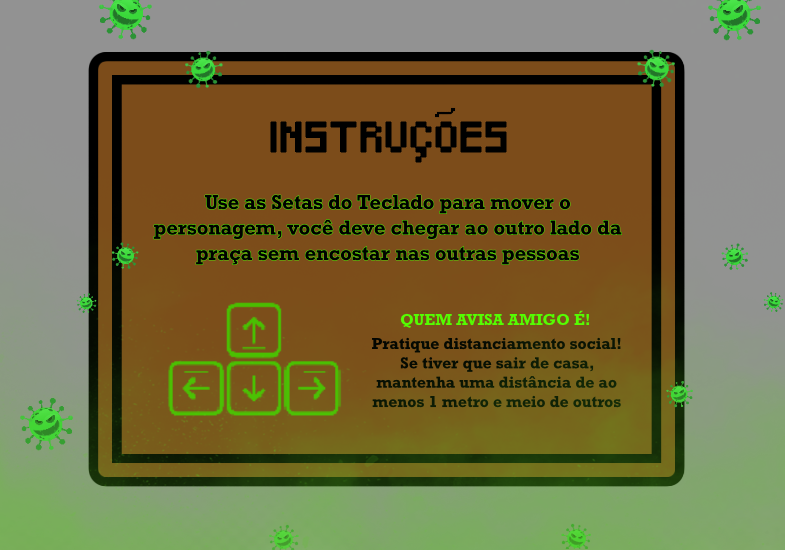 INSTRUÇÕES
Use as Setas do Teclado para mover o
personagem, você deve chegar ao outro lado da
praça sem encostar nas outras pessoas
QUEM AVISA AMIGO É!
Pratique distanciamento social!
Se tiver que sair de casa,
mantenha uma distância de ao
menos 1 metro e meio de outros